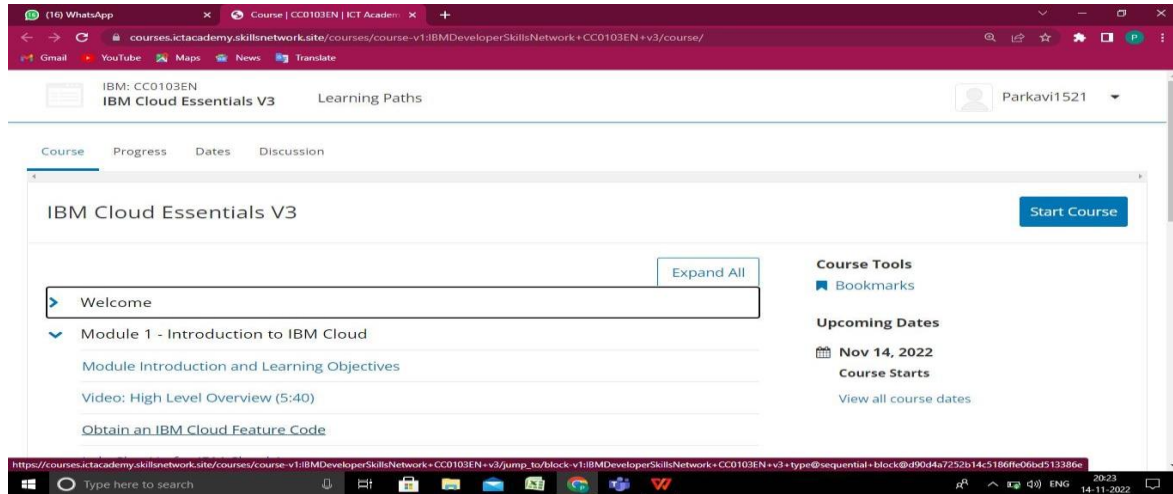 (16) WhatsApp
Course | CC0103EN | ICT Academ
courses.ictacademy.skillsnetwork.site/courses/course-v1:IBMDeveloperSkillsNetwork+CC0103EN+v3/course/
P
Gmail YouTube Maps News Translate
IBM: CC0103EN
IBM Cloud Essentials V3
Learning Paths
Parkavi1521
Course Progress Dates Discussion
IBM Cloud Essentials V3
Start Course
Expand All
Welcome
Module 1 - Introduction to IBM Cloud
Module Introduction and Learning Objectives
Video: High Level Overview (5:40)
Obtain an IBM Cloud Feature Code
Course Tools
Bookmarks
Upcoming Dates
Nov 14, 2022
Course Starts
View all course dates
https://courses.ictacademy.skillsnetwork.site/courses/course-v1:IBMDeveloperSkillsNetwork+CC0103EN+v3/jump_to/block-v1:IBMDeveloperSkillsNetwork+CC0103EN+v3+type@sequential+block@d90d4a7252b14c5186ffe06bd513386e
Type here to search
ENG
20:23
14-11-2022